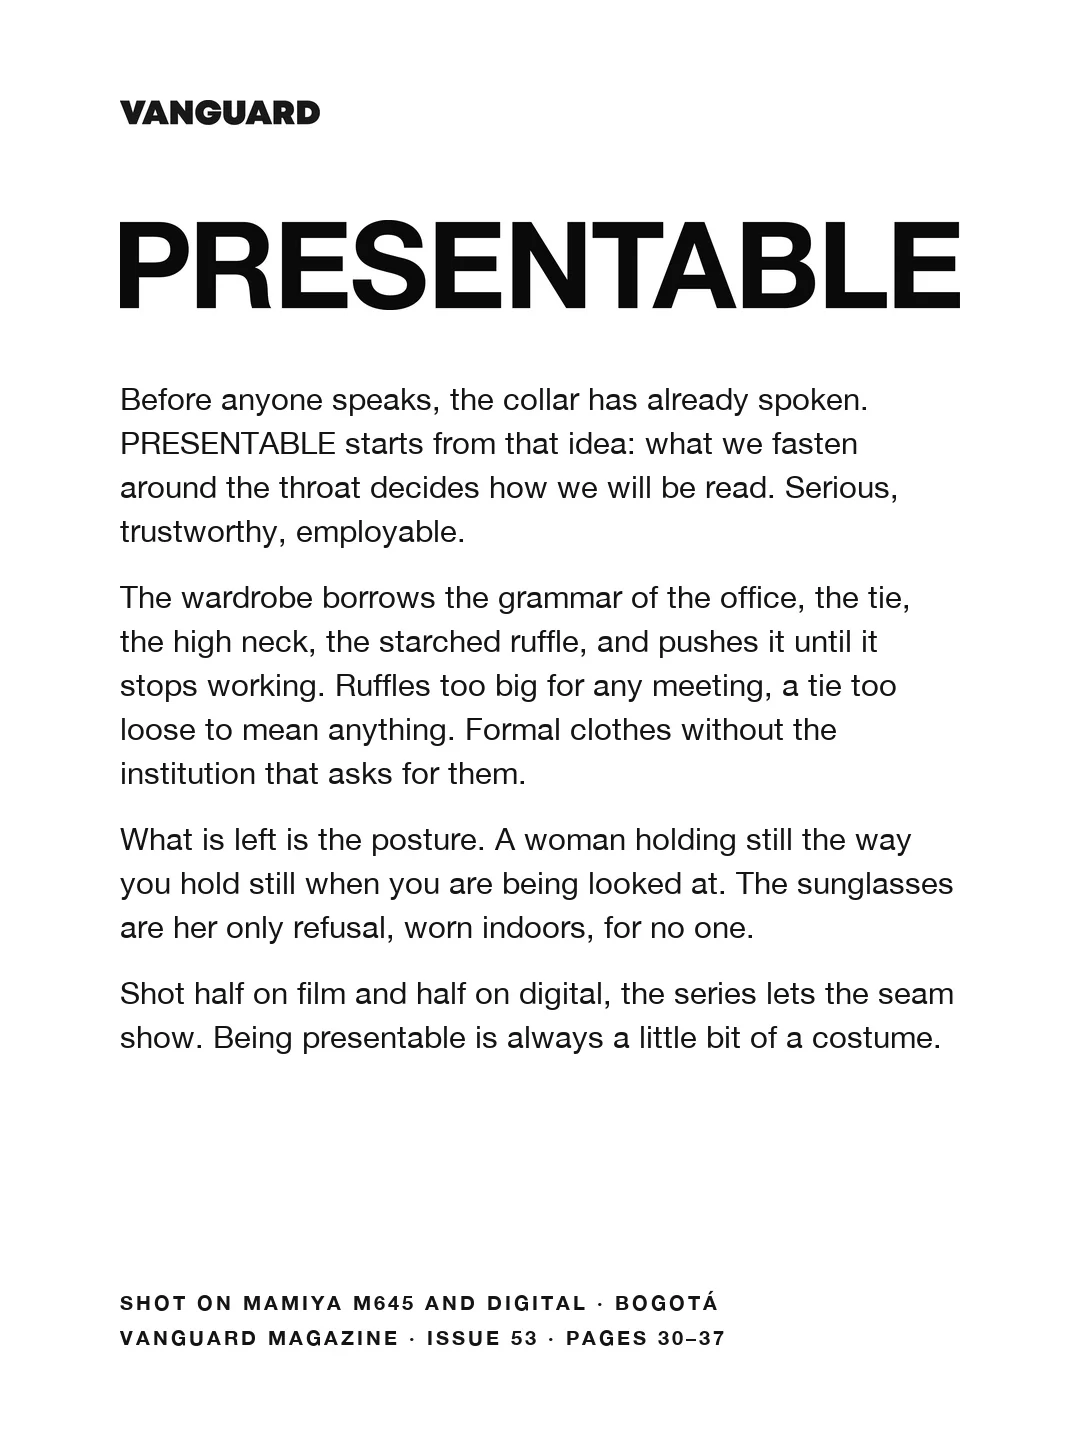 VANGUARD
PRESENTABLE
Before anyone speaks, the collar has already spoken.
PRESENTABLE starts from that idea: what we fasten
around the throat decides how we will be read. Serious,
trustworthy, employable.
The wardrobe borrows the grammar of the office, the tie,
the high neck, the starched ruffle, and pushes it until it
stops working. Ruffles too big for any meeting, a tie too
loose to mean anything. Formal clothes without the
institution that asks for them.
What is left is the posture. A woman holding still the way
you hold still when you are being looked at. The sunglasses
are her only refusal, worn indoors, for no one.
Shot half on film and half on digital, the series lets the seam
show. Being presentable is always a little bit of a costume.
SHOT ON MAMIYA M645 AND DIGITAL · BOGOTÁ
VANGUARD MAGAZINE · ISSUE 53 · PAGES 30–37